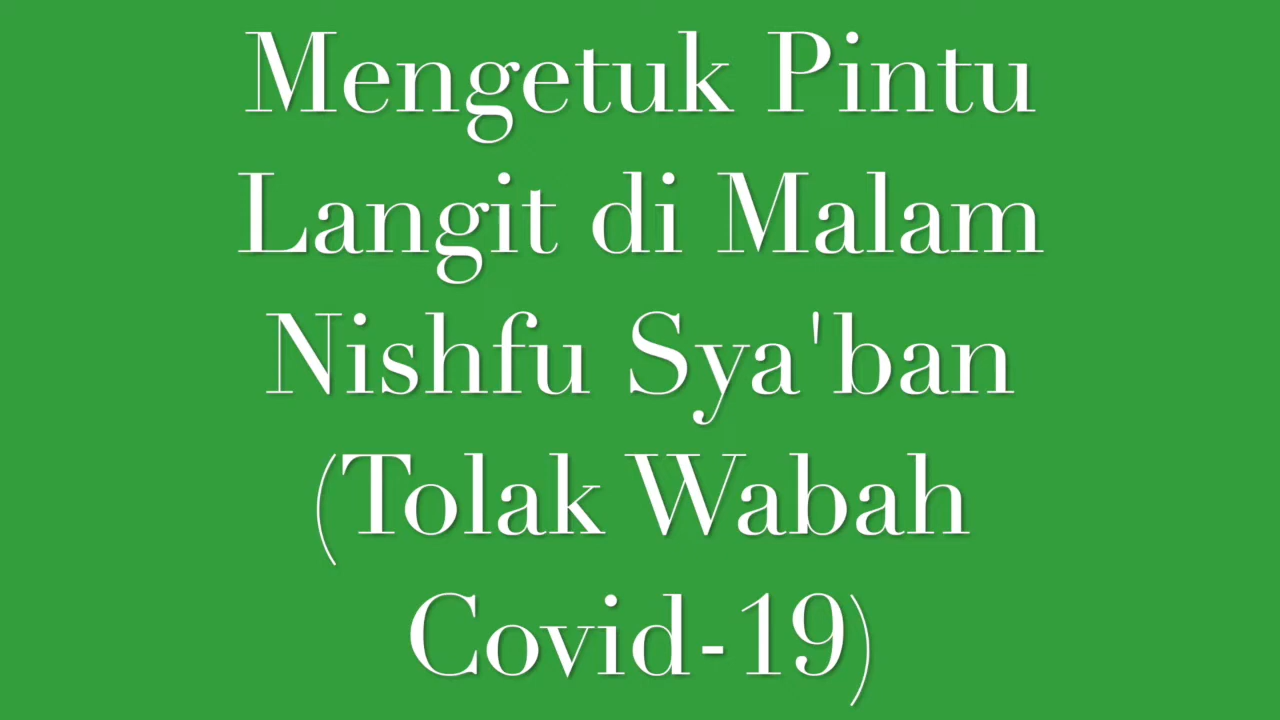 Mengetuk Pintu
Langit di Malam
Nishfu Sya'ban
(Tolak Wabah
Covid-19)